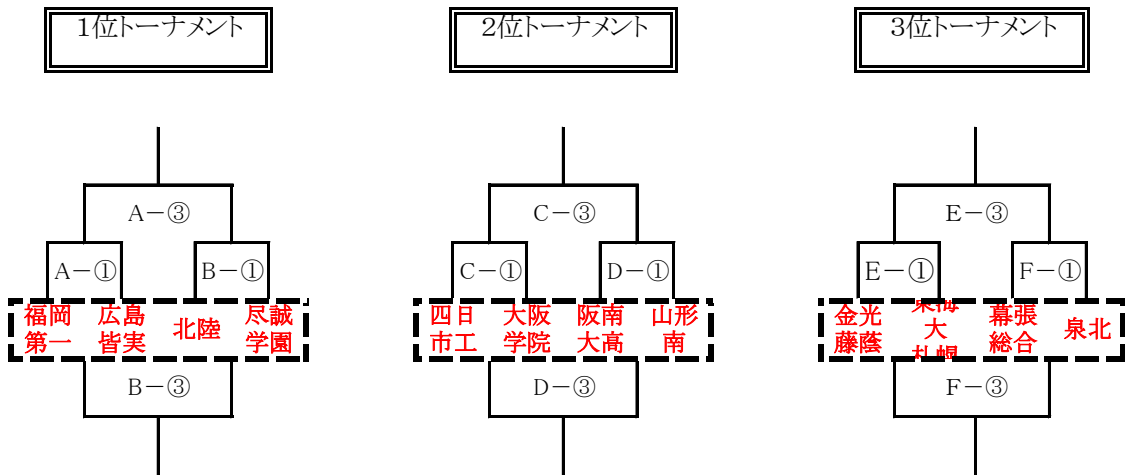 1位トーナメント
2位トーナメント
3位トーナメント
A－③
C－③
E－③
A－①
B－①
C－①
D－①
E－①
F－①
福岡
第一
広島
皆実
北陸
尽誠
学園
四日
市工
大阪
学院
阪南
大高
山形
南
金光
藤蔭
東海
大
札幌
幕張
総合
泉北
B－③
D－③
F－③